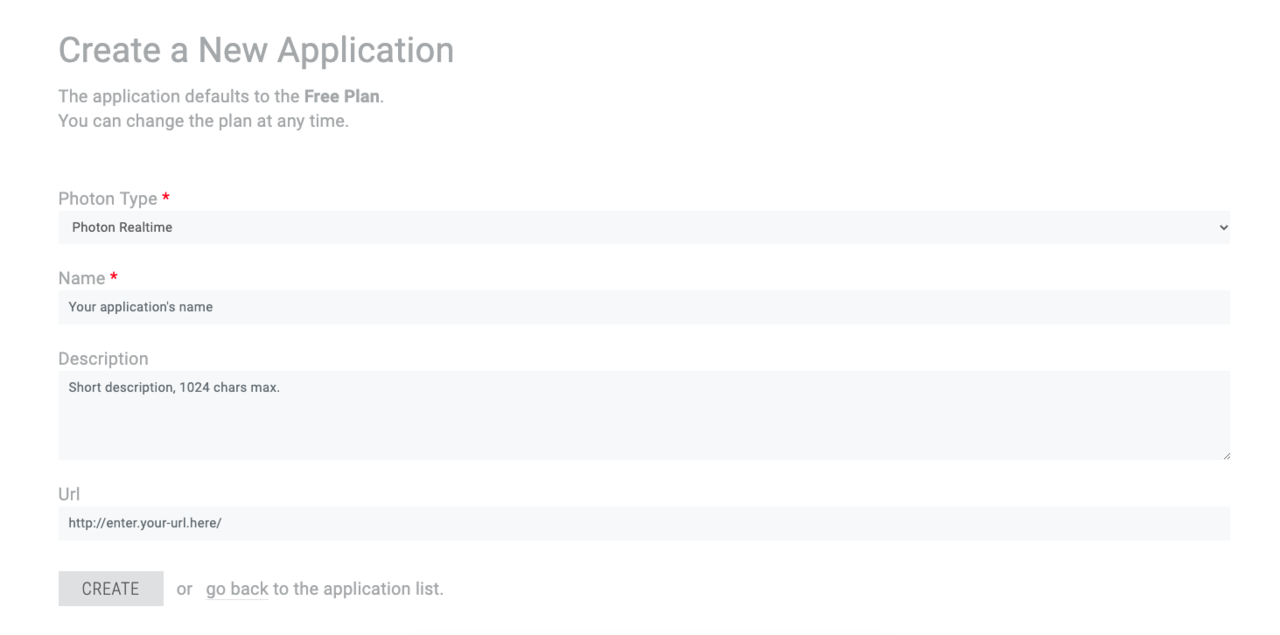 Create a New Application
The application defaults to the Free Plan.
You can change the plan at any time.
Photon Type *
Photon Realtime
Name *
Your application's name
Description
Short description, 1024 chars max.
Url
http://enter.your-url.here/
CREATE or go back to the application list.